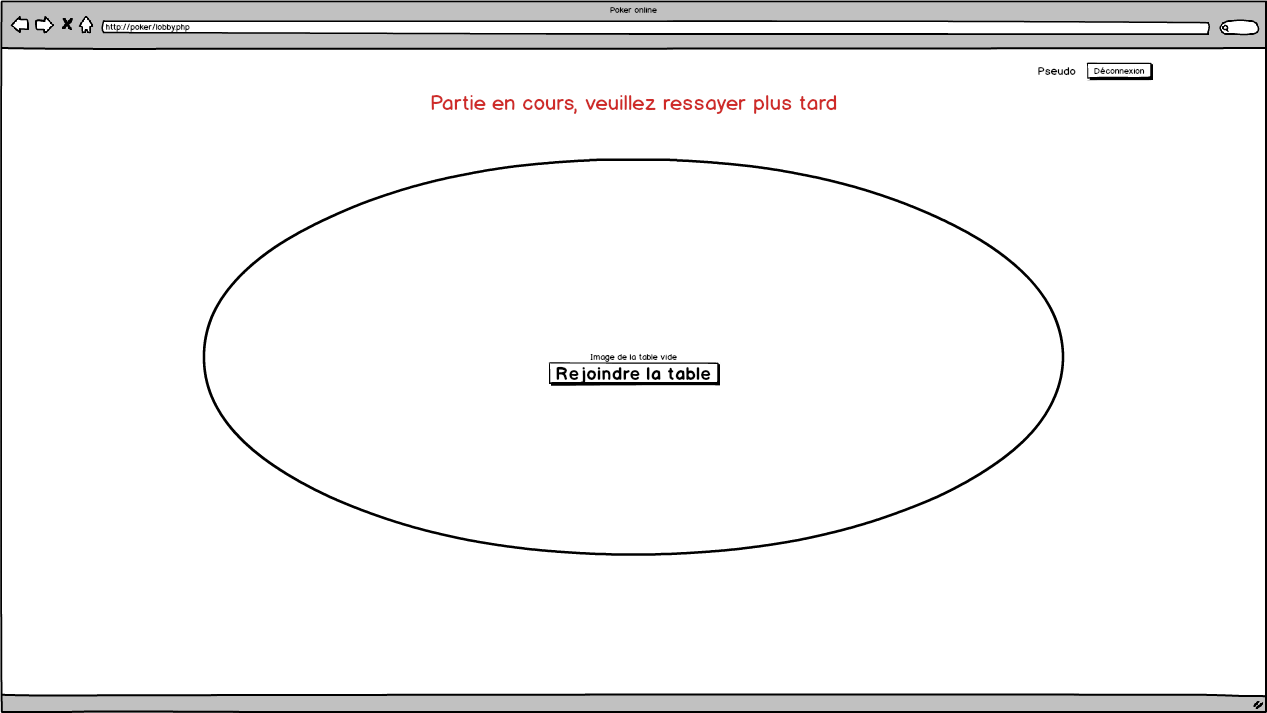 Poker online
http://poker/lobby.php
Pseudo
Déconnexion
Partie en cours, veuillez ressayer plus tard
Image de la table vide
Rejoindre la table